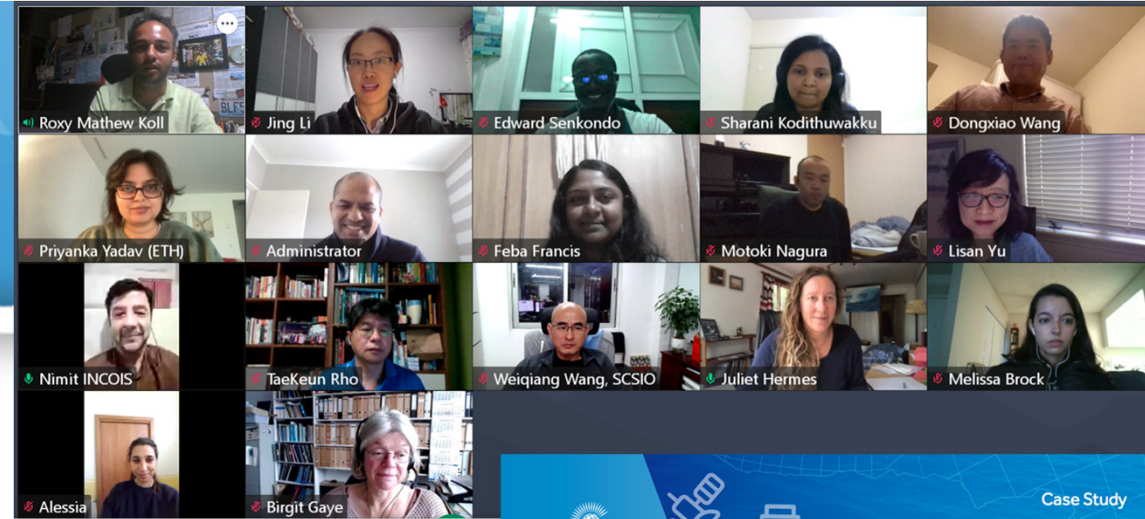 BLF5
Roxy Mathew Koll
Jing Li
Edward Senkondo
Sharani Kodithuwakku
Dongxiao Wang
Priyanka Yadav (ETH)
Administrator
Feba Francis
Motoki Nagura
Lisan Yu
Nimit INCOIS
TaeKeun Rho
Weiqiang Wang, SCSIO
Juliet Hermes
Melissa Brock
Alessia
Birgit Gaye
Case Study